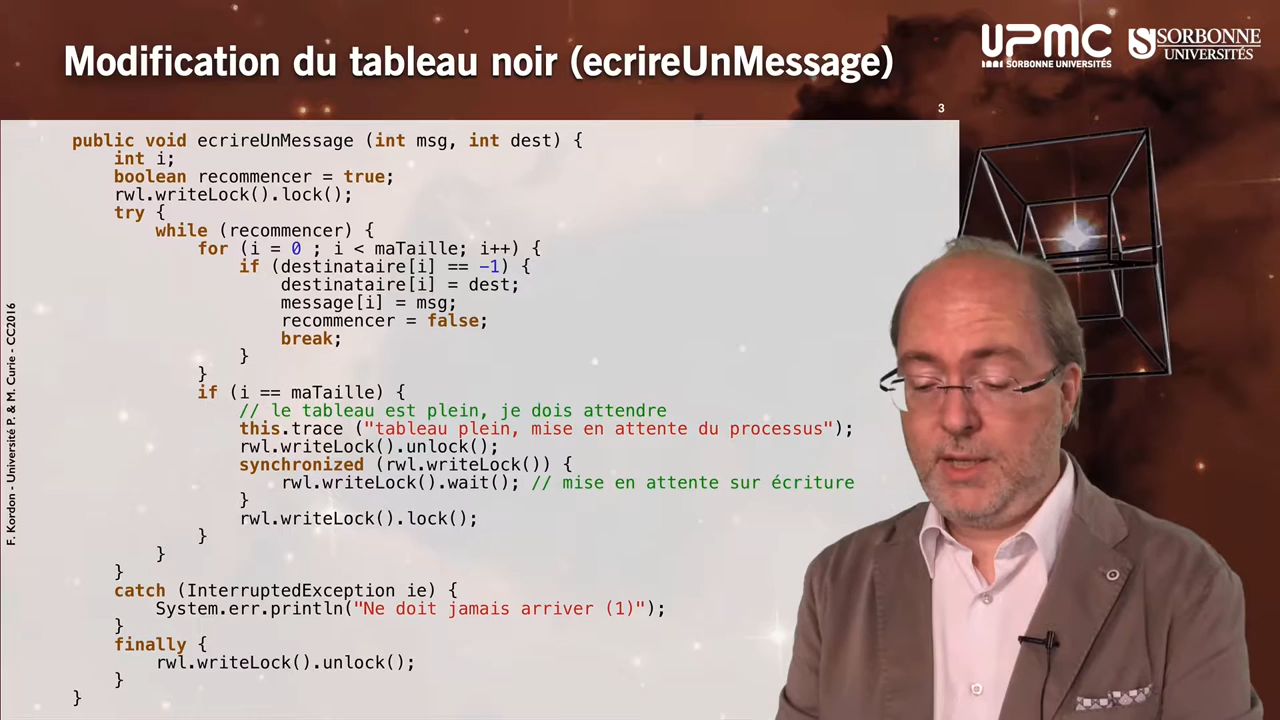 Modification du tableau noir (ecrireUnMessage)
UPMC
SORBONNE UNIVERSITÉS
SORBONNE
UNIVERSITÉS
3
public void ecrireUnMessage (int msg, int dest) {
int i;
boolean recommencer = true;
rwl.writeLock().lock();
try {
while (recommencer) {
for (i = 0 ; i < maTaille; i++) {
if (destinataire[i] == -1) {
destinataire[i] = dest;
message[i] = msg;
recommencer = false;
break;
}
}
if (i == maTaille) {
// le tableau est plein, je dois attendre
this.trace ("tableau plein, mise en attente du processus");
rwl.writeLock().unlock();
synchronized (rwl.writeLock()) {
rwl.writeLock().wait(); // mise en attente sur écriture
}
rwl.writeLock().lock();
}
}
}
catch (InterruptedException ie) {
System.err.println("Ne doit jamais arriver (1)");
}
finally {
rwl.writeLock().unlock();
}
}
F. Kordon - Université P. & M. Curie - CC2016